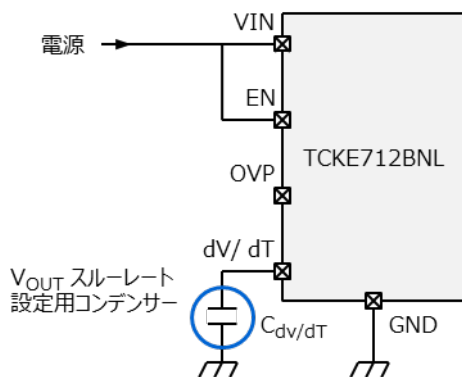 VIN
電源
EN
TCKE712BNL
OVP
dV/ dT
VOUT スルーレート
設定用コンデンサー
Cdv/dT
GND